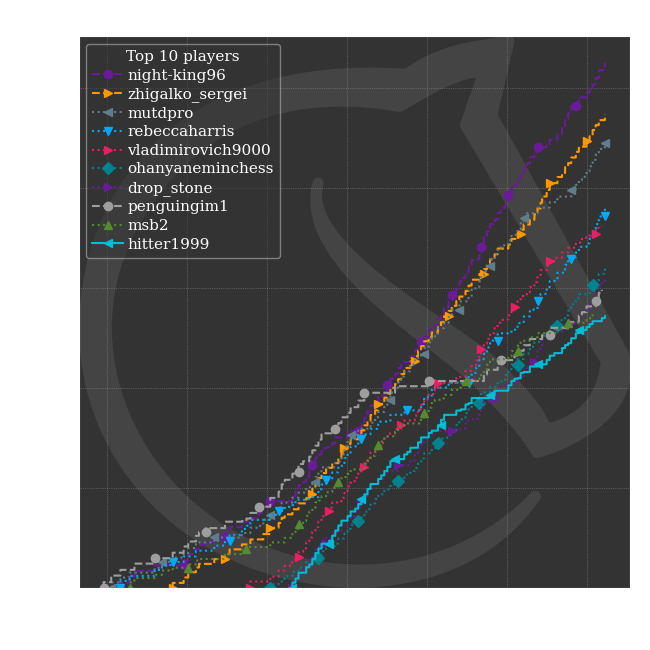 Top 10 players
night-king96
zhigalko_sergei
mutdpro
rebeccaharris
vladimirovich9000
ohanyaneminchess
drop_stone
penguingim1
msb2
hitter1999